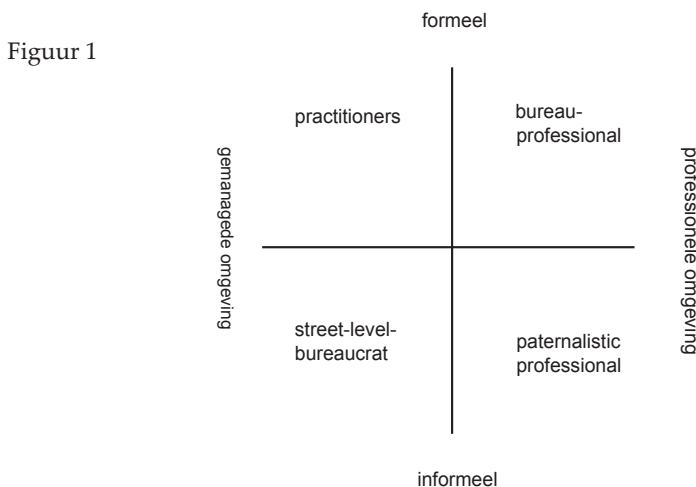 Figuur 1
formeel
practitioners
bureau-
professional
gemanagede omgeving
professionele omgeving
street-level-
bureaucrat
paternalistic
professional
informeel